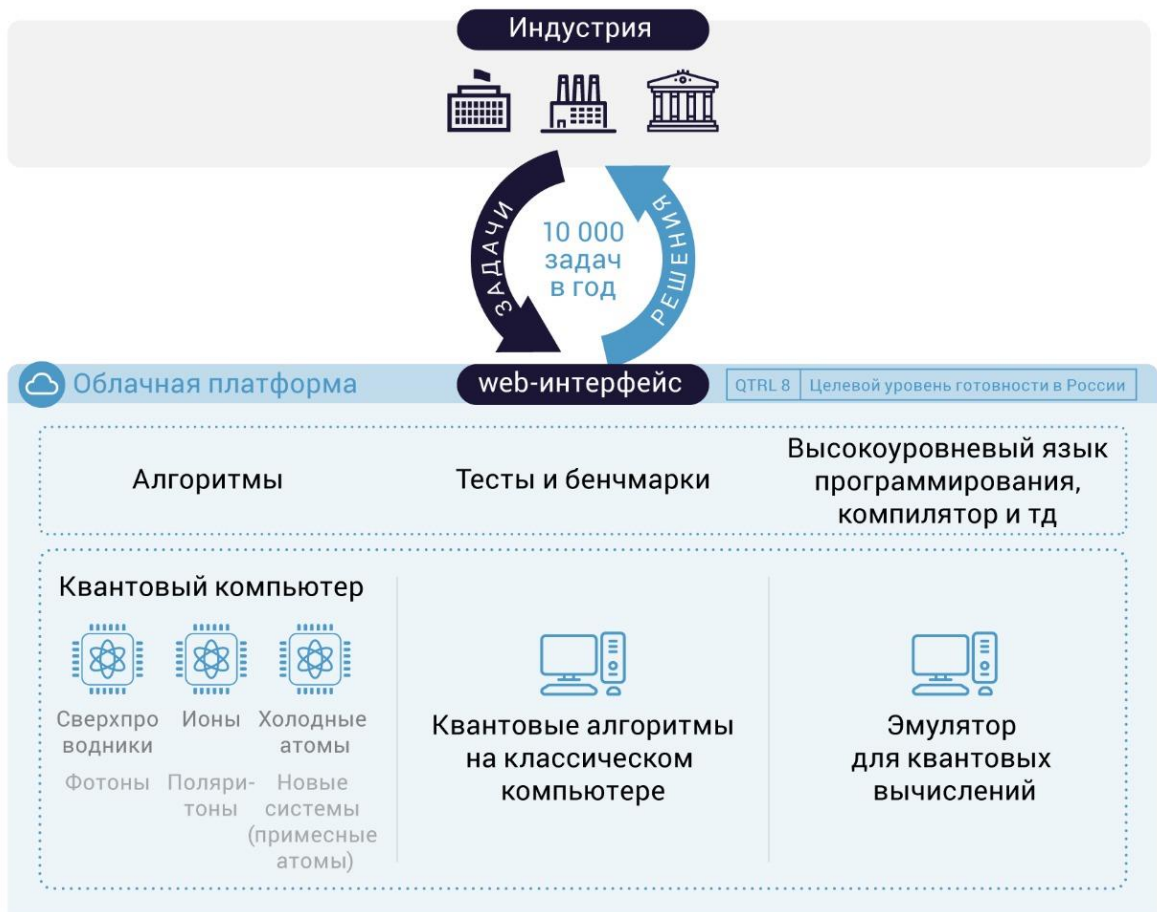 Индустрия
ЗАДАЧИ
10 000
задач
в год
РЕШЕНИЯ
Облачная платформа
web-интерфейс
QTRL 8
Целевой уровень готовности в России
Алгоритмы
Тесты и бенчмарки
Высокоуровневый язык
программирования,
компилятор и тд
Квантовый компьютер
Сверхпро
водники
Ионы
Холодные
атомы
Фотоны
Поляри-
тоны
Новые
системы
(примесные
атомы)
Квантовые алгоритмы
на классическом
компьютере
Эмулятор
для квантовых
вычислений